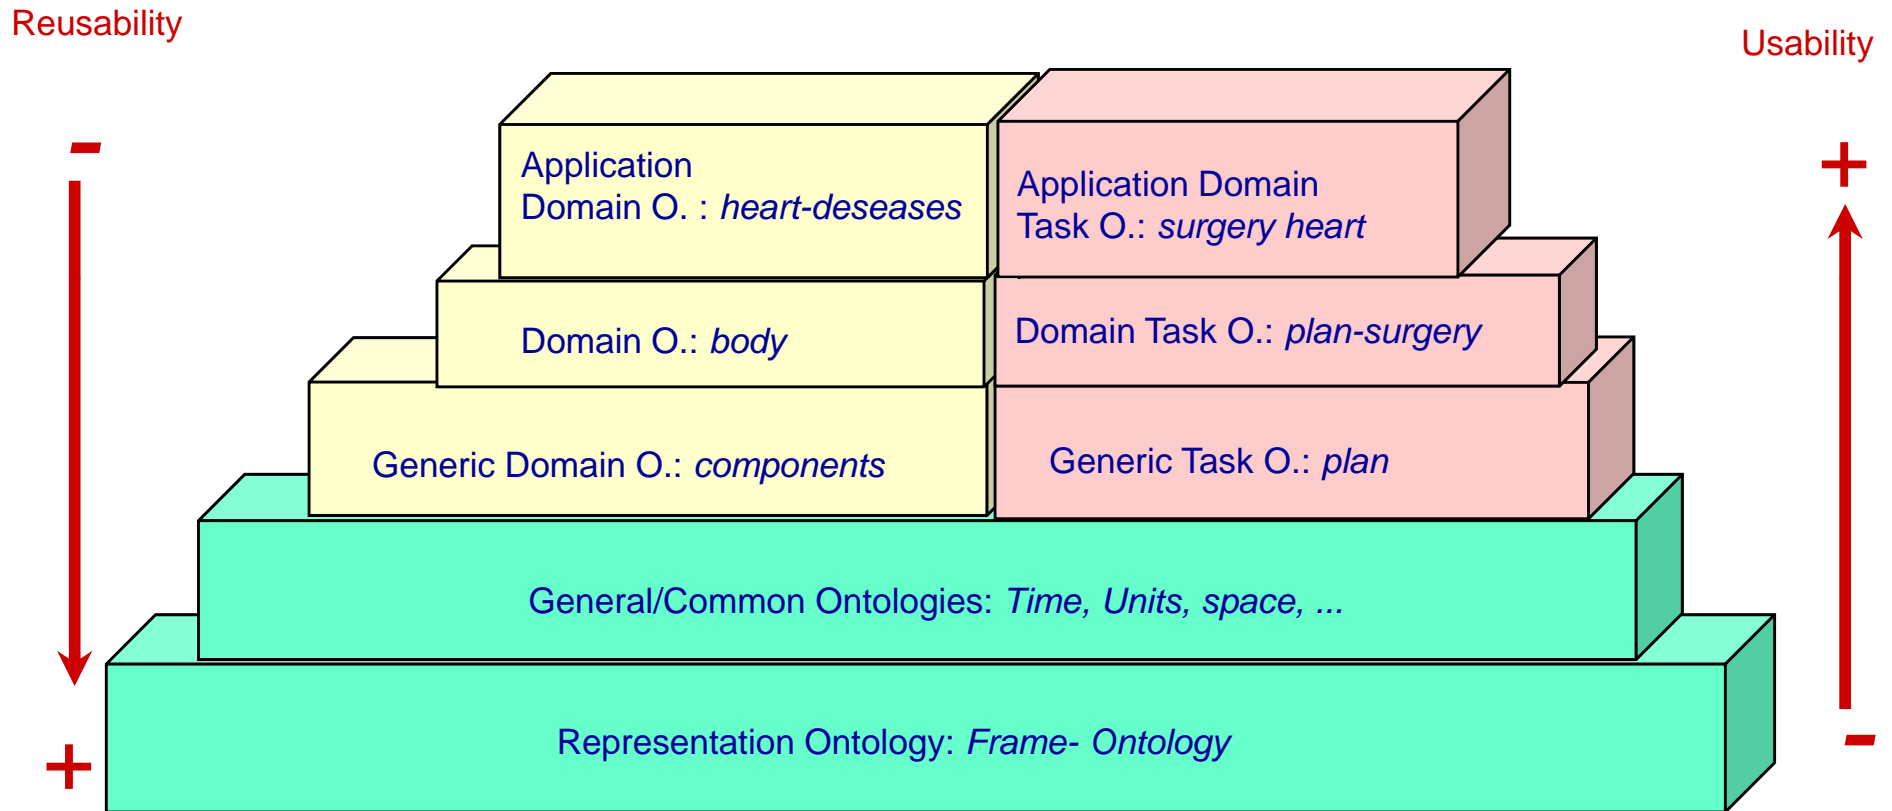 Reusability
Usability
-
+
Application
Domain O. : heart-deseases
Application Domain
Task O.: surgery heart
Domain O.: body
Domain Task O.: plan-surgery
Generic Domain O.: components
Generic Task O.: plan
General/Common Ontologies: Time, Units, space, ...
Representation Ontology: Frame- Ontology
+
-